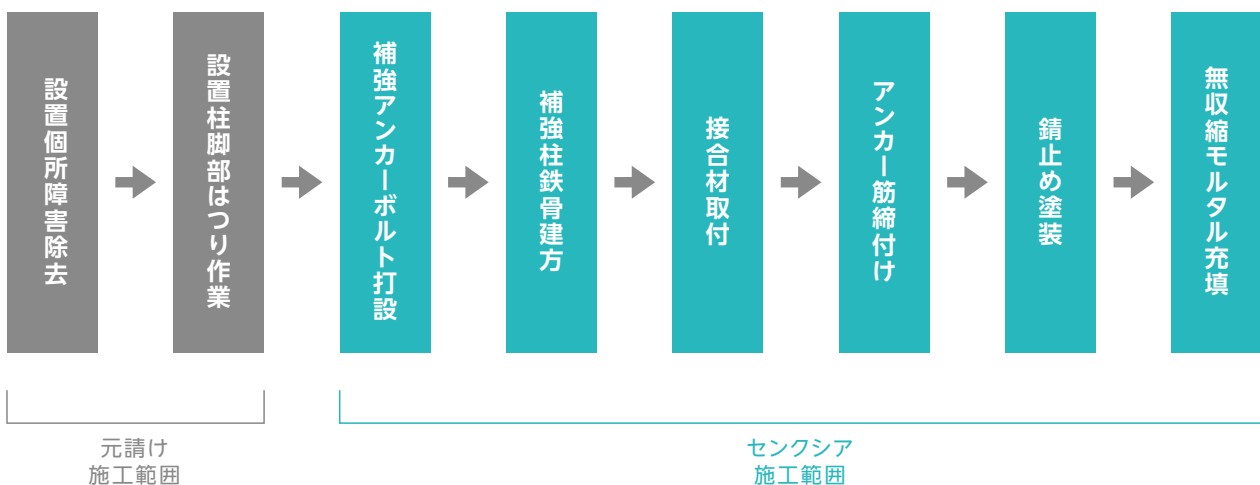 設置個所障害除去
設置柱脚部はつり作業
補強アンカーボルト打設
補強柱鉄骨建方
接合材取付
アンカー筋締付け
錆止め塗装
無収縮モルタル充填
元請け
施工範囲
センクシア
施工範囲